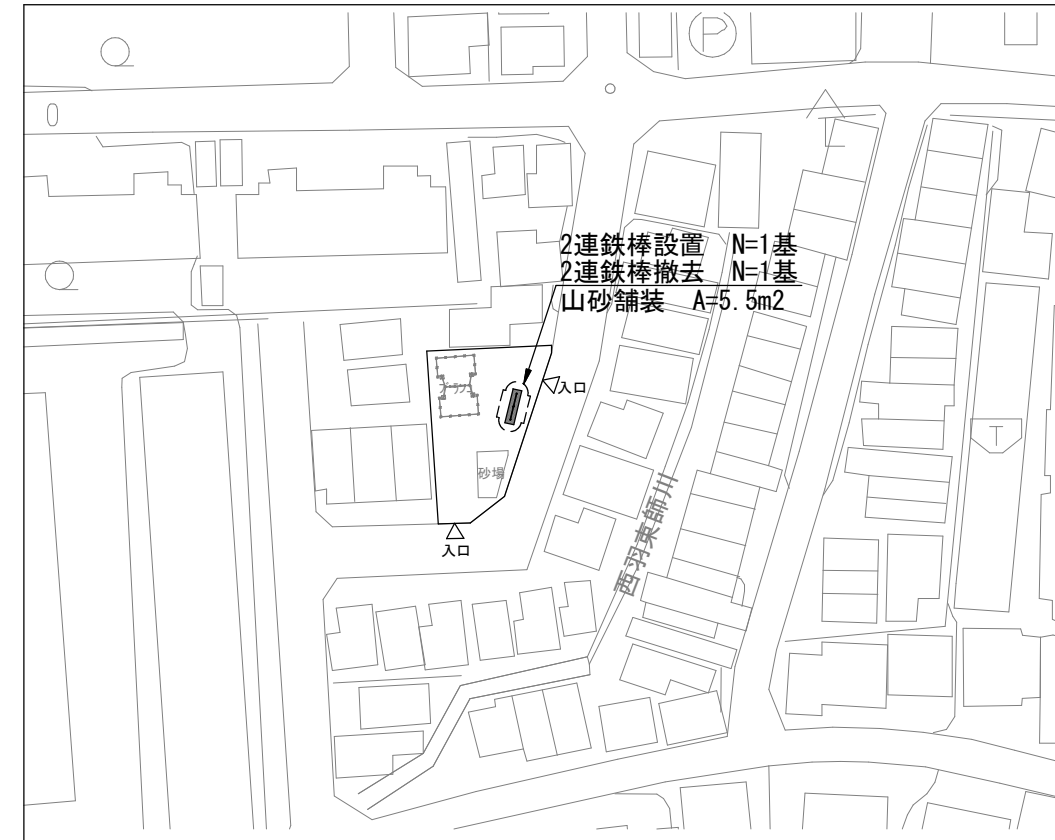 P
2連鉄棒設置 N=1基
2連鉄棒撤去 N=1基
山砂舗装 A=5.5m2
ブランコ
入口
砂場
入口
西羽束師川
T